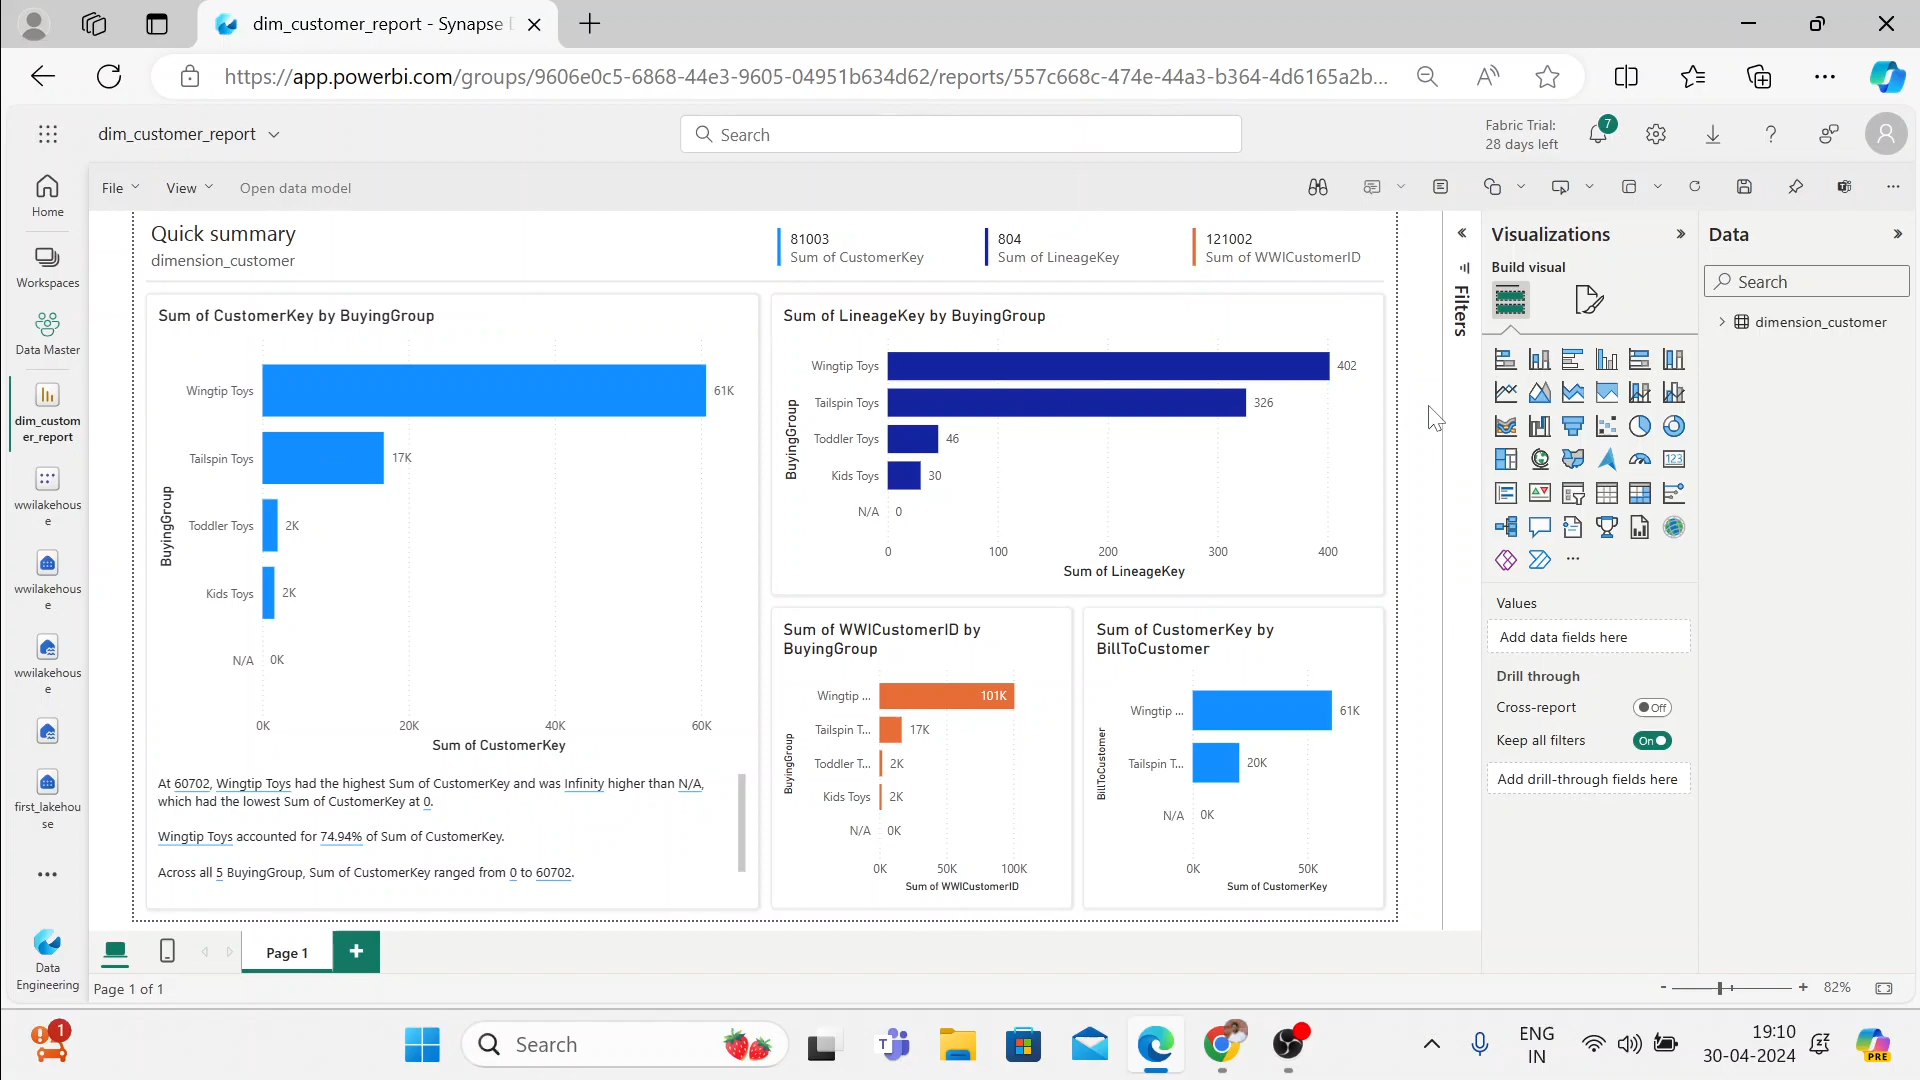 dim_customer_report - Synapse
https://app.powerbi.com/groups/9606e0c5-6868-44e3-9605-04951b634d62/reports/557c668c-474e-44a3-b364-4d6165a2b...
dim_customer_report
Search
Fabric Trial:
28 days left
7
File
View
Open data model
Home
Workspaces
Data Master
dim_custom
er_report
wwilakehous
e
wwilakehous
e
wwilakehous
e
first_lakehou
se
Data
Engineering
Quick summary
dimension_customer
81003
Sum of CustomerKey
804
Sum of LineageKey
121002
Sum of WWICustomerID
Sum of CustomerKey by BuyingGroup
BuyingGroup
Wingtip Toys
61K
Tailspin Toys
17K
Toddler Toys
2K
Kids Toys
2K
N/A
0K
0K
20K
40K
60K
Sum of CustomerKey
At 60702, Wingtip Toys had the highest Sum of CustomerKey and was Infinity higher than N/A,
which had the lowest Sum of CustomerKey at 0.
Wingtip Toys accounted for 74.94% of Sum of CustomerKey.
Across all 5 BuyingGroup, Sum of CustomerKey ranged from 0 to 60702.
Sum of LineageKey by BuyingGroup
BuyingGroup
Wingtip Toys
402
Tailspin Toys
326
Toddler Toys
46
Kids Toys
30
N/A
0
0
100
200
300
400
Sum of LineageKey
Sum of WWICustomerID by
BuyingGroup
BuyingGroup
Wingtip ...
101K
Tailspin T...
17K
Toddler T...
2K
Kids Toys
2K
N/A
0K
0K
50K
100K
Sum of WWICustomerID
Sum of CustomerKey by
BillToCustomer
BillToCustomer
Wingtip ...
61K
Tailspin T...
20K
N/A
0K
0K
50K
Sum of CustomerKey
Filters
Visualizations
Build visual
123
Values
Add data fields here
Drill through
Cross-report
Off
Keep all filters
On
Add drill-through fields here
Data
Search
dimension_customer
Page 1
Page 1 of 1
- + 82%
1
Search
ENG
IN
19:10
30-04-2024
PRE